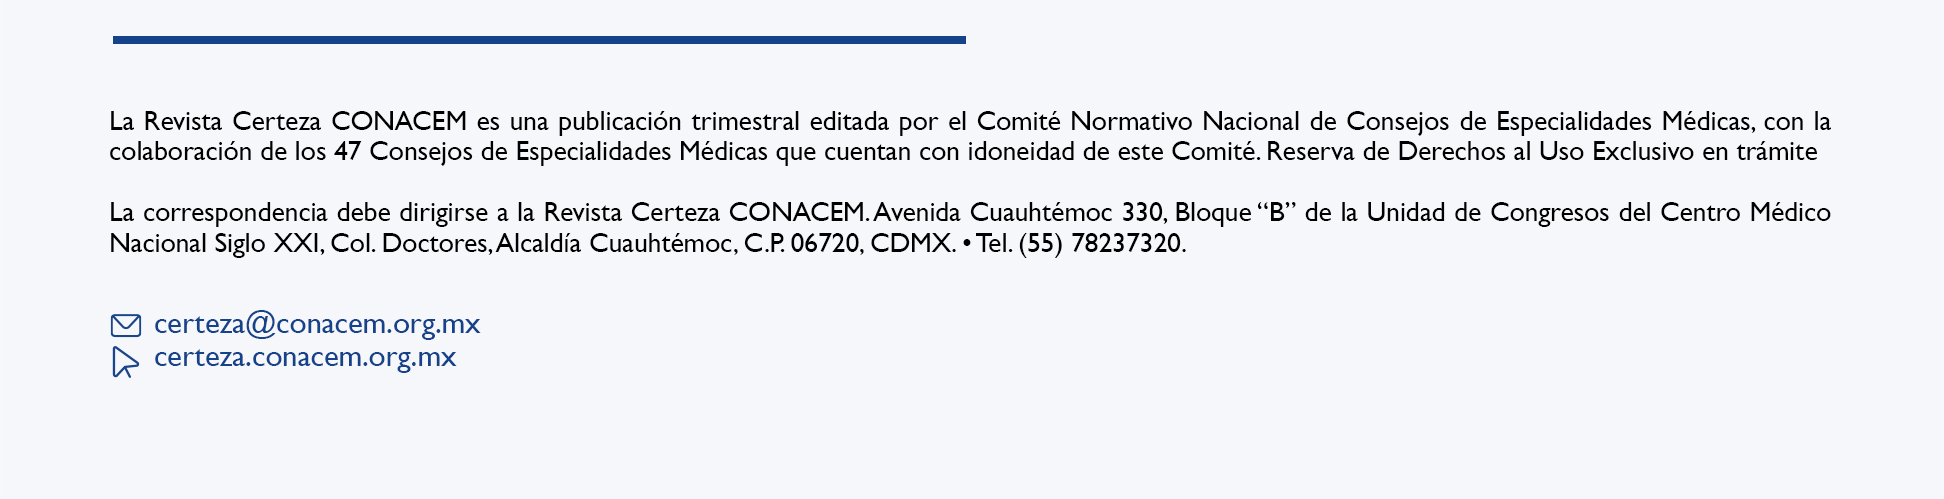 La Revista Certeza CONACEM es una publicación trimestral editada por el Comité Normativo Nacional de Consejos de Especialidades Médicas, con la
colaboración de los 47 Consejos de Especialidades Médicas que cuentan con idoneidad de este Comité. Reserva de Derechos al Uso Exclusivo en trámite
La correspondencia debe dirigirse a la Revista Certeza CONACEM. Avenida Cuauhtémoc 330, Bloque “B” de la Unidad de Congresos del Centro Médico
Nacional Siglo XXI, Col. Doctores, Alcaldía Cuauhtémoc, C.P. 06720, CDMX. • Tel. (55) 78237320.
certeza@conacem.org.mx
certeza.conacem.org.mx